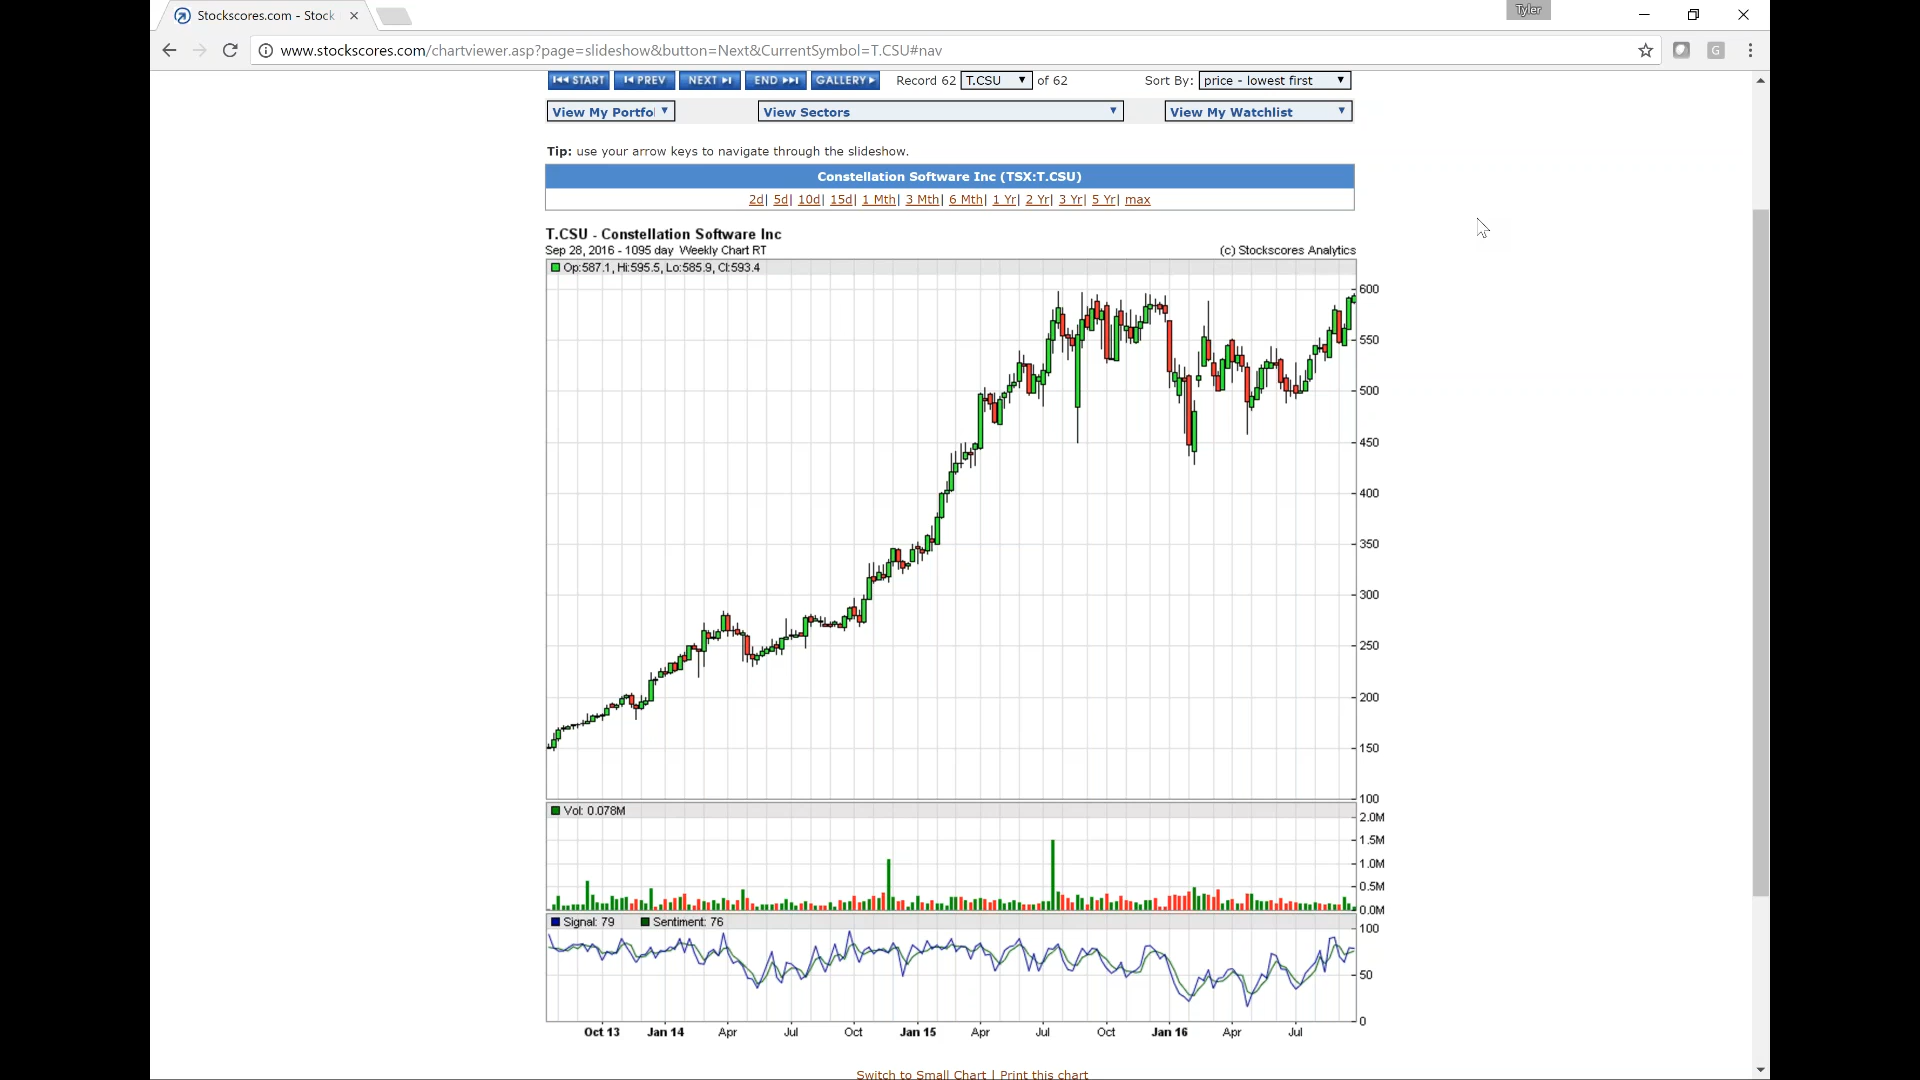 Stockscores.com - Stock
Tyler
www.stockscores.com/chartviewer.asp?page=slideshow&button=Next&CurrentSymbol=T.CSU#nav
G
START PREV NEXT END GALLERY Record 62 T.CSU of 62 Sort By: price - lowest first
View My Portfo View Sectors View My Watchlist
Tip: use your arrow keys to navigate through the slideshow.
Constellation Software Inc (TSX:T.CSU)
2d| 5d| 10d| 15d| 1 Mth| 3 Mth| 6 Mth| 1 Yr| 2 Yr| 3 Yr| 5 Yr| max
T.CSU - Constellation Software Inc
Sep 28, 2016 - 1095 day Weekly Chart RT (c) Stockscores Analytics
Op:587.1, Hi:595.5, Lo:585.9, Cl:593.4
600
550
500
450
400
350
300
250
200
150
100
Vol: 0.078M
2.0M
1.5M
1.0M
0.5M
0.0M
Signal: 79 Sentiment: 76
100
50
0
Oct 13 Jan 14 Apr Jul Oct Jan 15 Apr Jul Oct Jan 16 Apr Jul
Switch to Small Chart | Print this chart